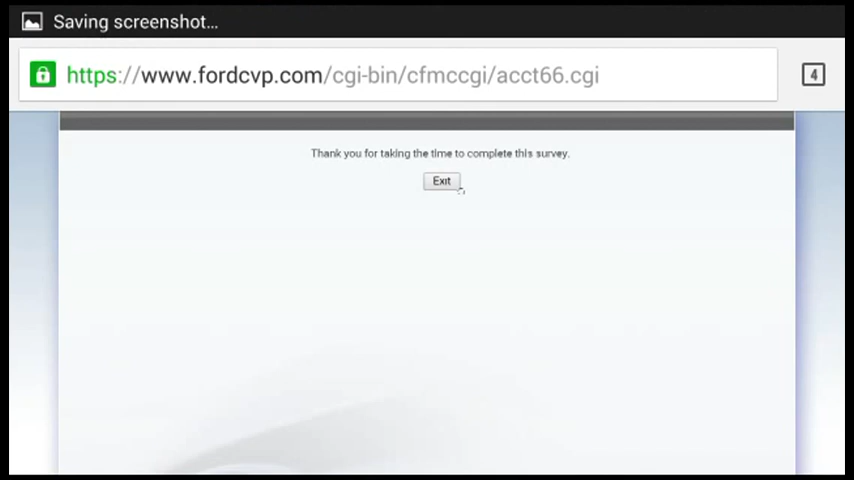 Saving screenshot...
https://www.fordcvp.com/cgi-bin/cfmccgi/acct66.cgi
4
Thank you for taking the time to complete this survey.
Exit